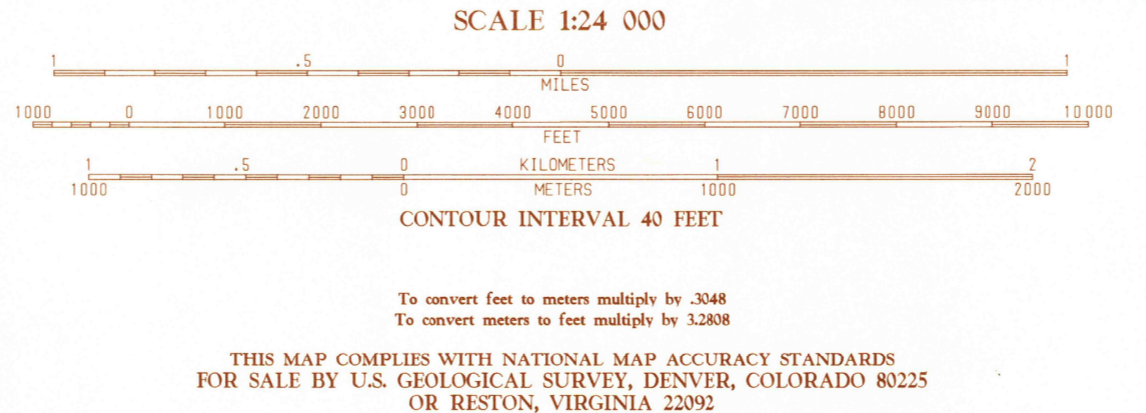 SCALE 1:24 000
1 .5 0 1
MILES
1000 0 1000 2000 3000 4000 5000 6000 7000 8000 9000 10 000
FEET
1 .5 0 KILOMETERS 1 2
1000 0 METERS 1000 2000
CONTOUR INTERVAL 40 FEET
To convert feet to meters multiply by .3048
To convert meters to feet multiply by 3.2808
THIS MAP COMPLIES WITH NATIONAL MAP ACCURACY STANDARDS
FOR SALE BY U.S. GEOLOGICAL SURVEY, DENVER, COLORADO 80225
OR RESTON, VIRGINIA 22092